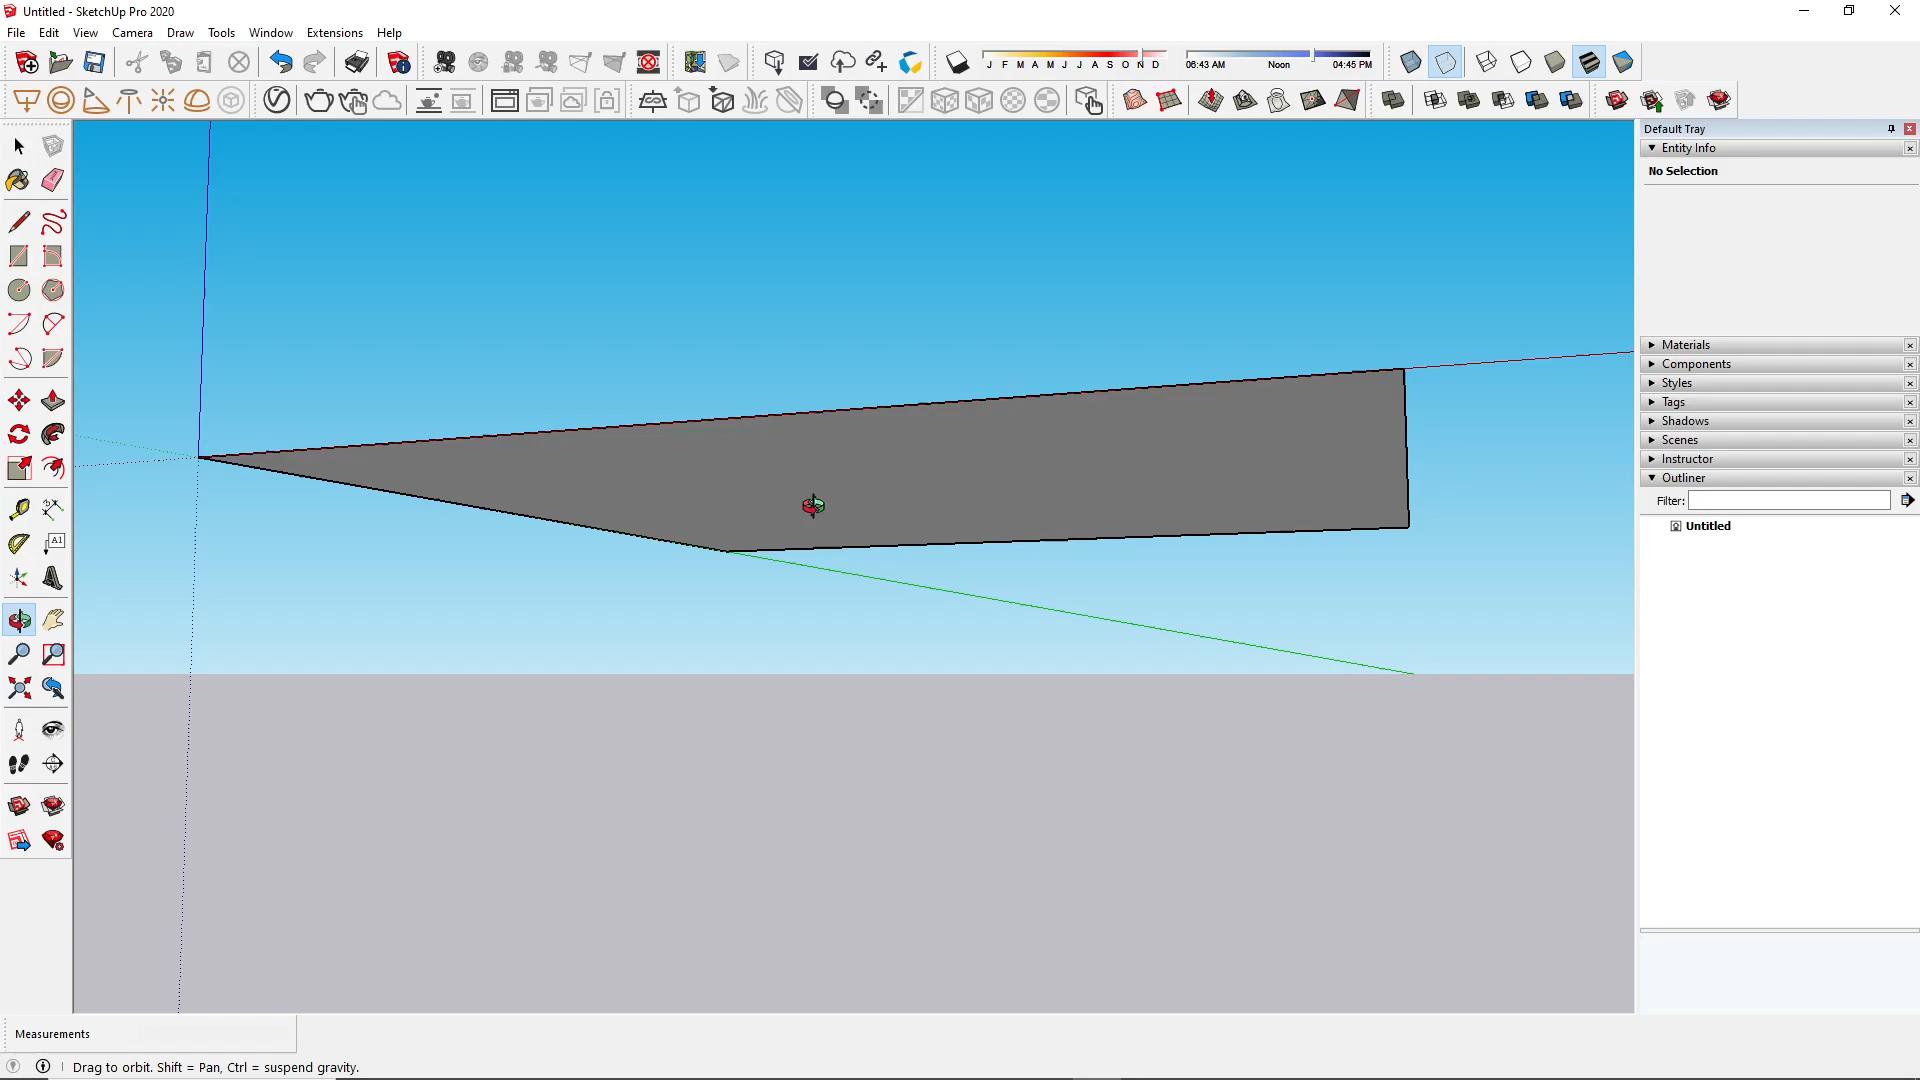 Untitled - SketchUp Pro 2020
File Edit View Camera Draw Tools Window Extensions Help
J F M A M J J A S O N D
06:43 AM Noon 04:45 PM
A1
Default Tray
Entity Info
No Selection
Materials
Components
Styles
Tags
Shadows
Scenes
Instructor
Outliner
Filter:
Untitled
Measurements
Drag to orbit. Shift = Pan, Ctrl = suspend gravity.